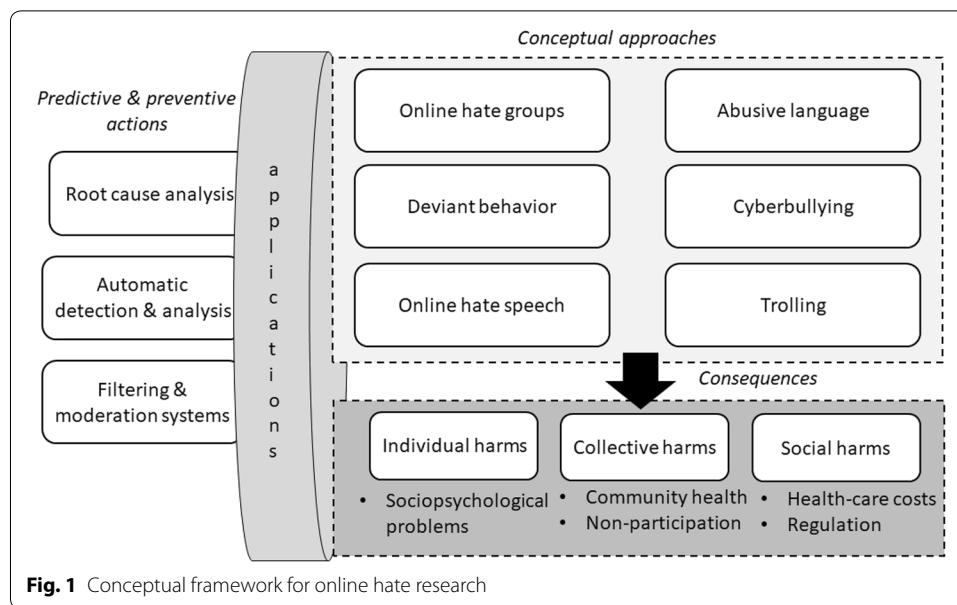 Conceptual approaches
Predictive & preventive
actions
Root cause analysis
Automatic
detection & analysis
Filtering &
moderation systems
applications
Online hate groups
Abusive language
Deviant behavior
Cyberbullying
Online hate speech
Trolling
Consequences
Individual harms
• Sociopsychological
problems
Collective harms
• Community health
• Non-participation
Social harms
• Health-care costs
• Regulation
Fig. 1 Conceptual framework for online hate research